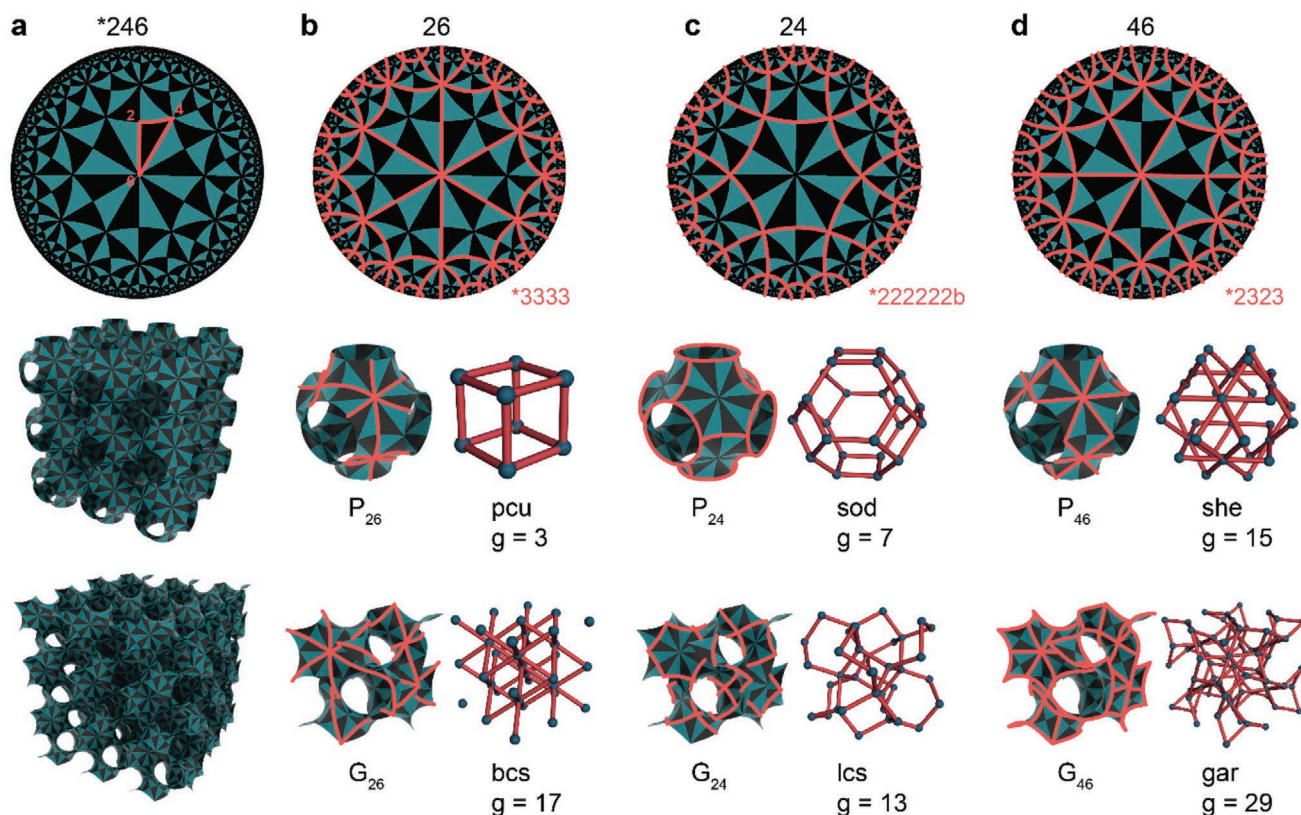 a
*246
2
4
6
b
26
*3333
c
24
*222222b
d
46
*2323
P26
pcu
g = 3
P24
sod
g = 7
P46
she
g = 15
G26
bcs
g = 17
G24
lcs
g = 13
G46
gar
g = 29